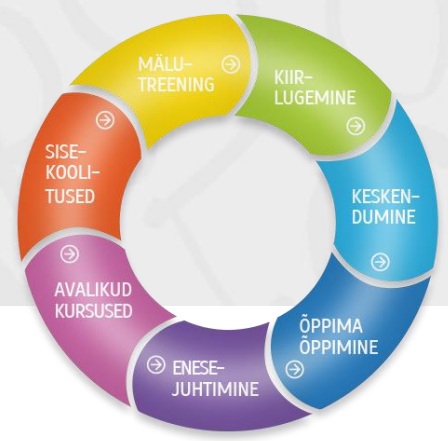 MÄLU-
TREENING
KIIR-
LUGEMINE
KESKEN-
DUMINE
ÕPPIMA
ÕPPIMINE
ENESE-
JUHTIMINE
AVALIKUD
KURSUSED
SISE-
KOOLI-
TUSED